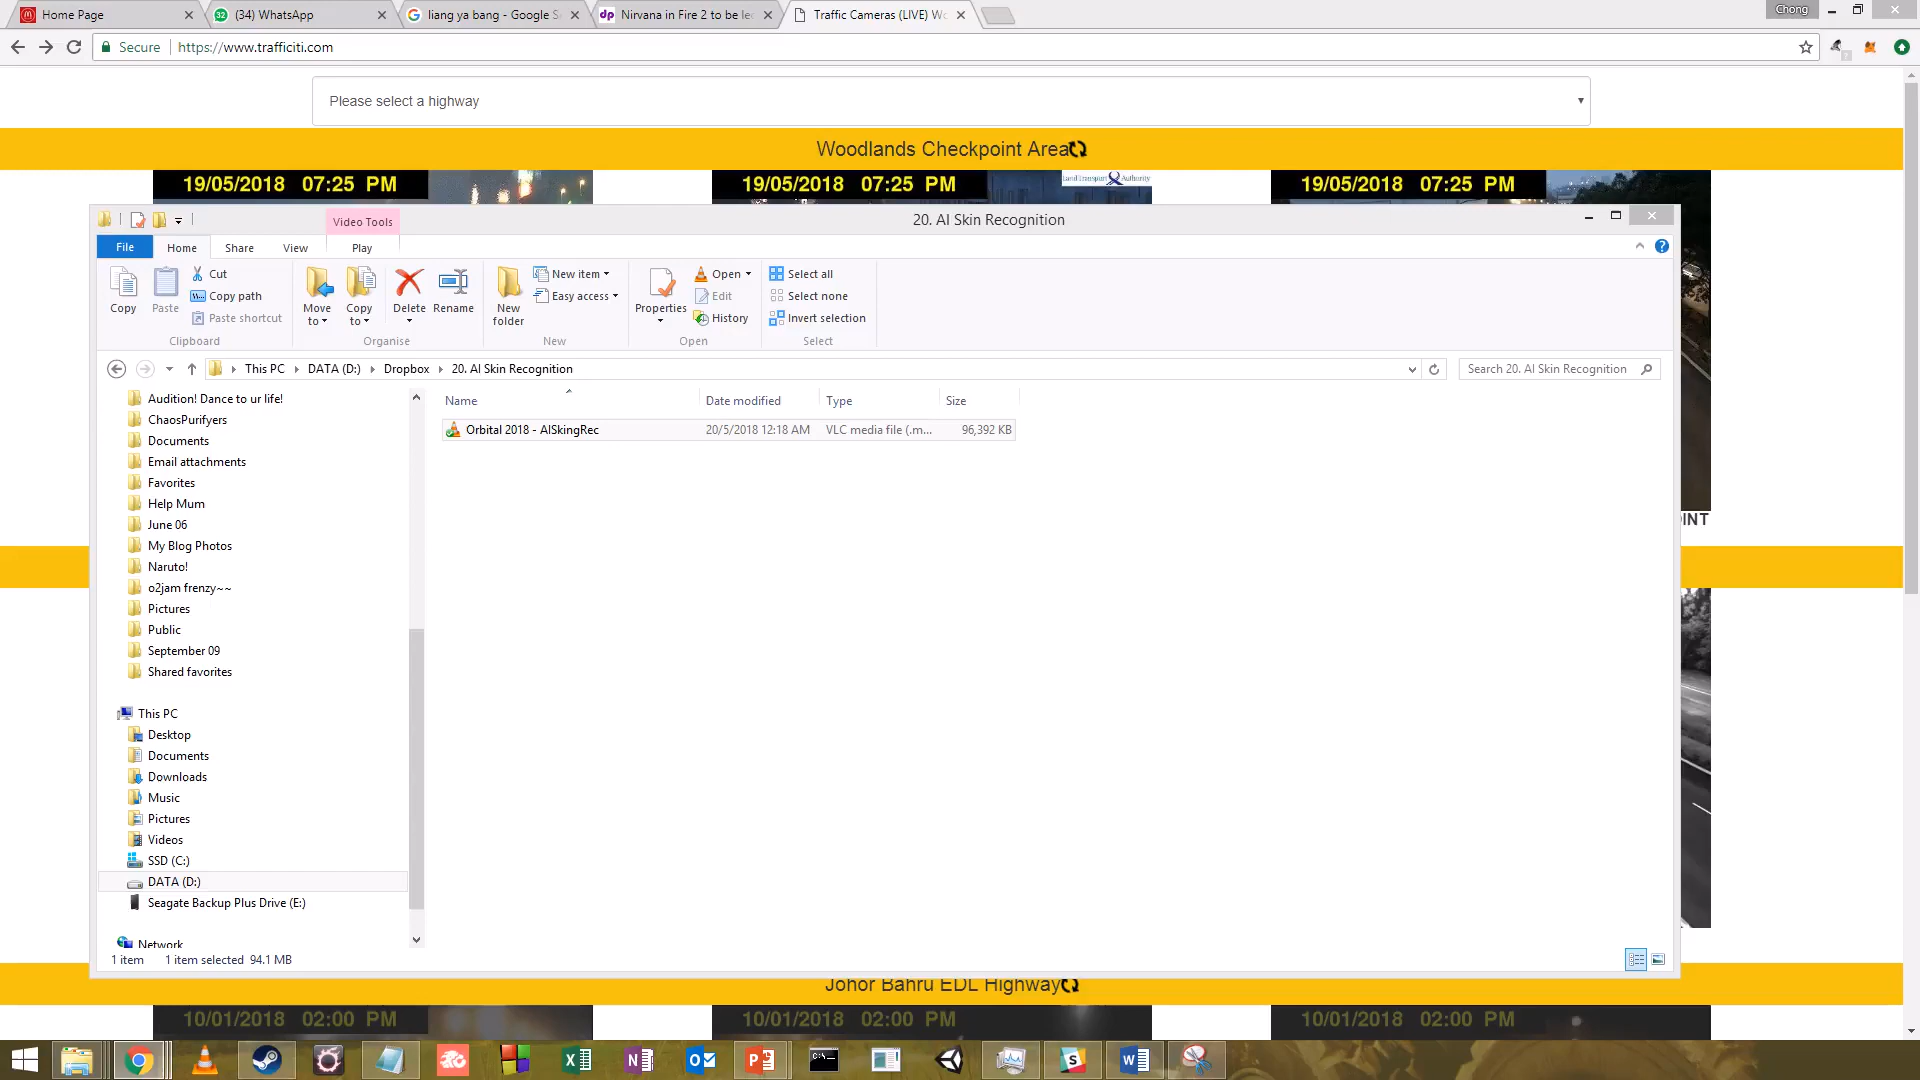 Home Page
(34) WhatsApp
liang ya bang - Google S
dp Nirvana in Fire 2 to be le
Traffic Cameras (LIVE) Wo
Chong
Secure https://www.trafficiti.com
Please select a highway
Woodlands Checkpoint Area
19/05/2018 07:25 PM
19/05/2018 07:25 PM
Land Transport Authority
19/05/2018 07:25 PM
Video Tools
20. AI Skin Recognition
File
Home
Share
View
Play
Copy
Paste
Cut
Copy path
Paste shortcut
Clipboard
Move to
Copy to
Delete
Rename
Organise
New folder
New item
Easy access
New
Properties
Open
Edit
History
Open
Select all
Select none
Invert selection
Select
This PC
DATA (D:)
Dropbox
20. AI Skin Recognition
Search 20. AI Skin Recognition
Name
Date modified
Type
Size
Orbital 2018 - AISkingRec
20/5/2018 12:18 AM
VLC media file (.m...
96,392 KB
Audition! Dance to ur life!
ChaosPurifyers
Documents
Email attachments
Favorites
Help Mum
June 06
My Blog Photos
Naruto!
o2jam frenzy~~
Pictures
Public
September 09
Shared favorites
This PC
Desktop
Documents
Downloads
Music
Pictures
Videos
SSD (C:)
DATA (D:)
Seagate Backup Plus Drive (E:)
Network
1 item
1 item selected 94.1 MB
INT
Johor Bahru EDL Highway
10/01/2018 02:00 PM
10/01/2018 02:00 PM
10/01/2018 02:00 PM